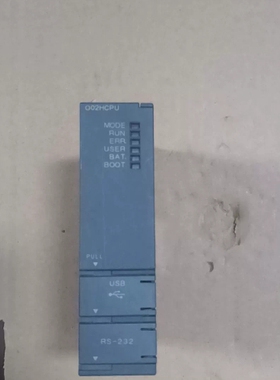 Q02HCPU
MODE
RUN
ERR.
USER
BAT.
BOOT
PULL
USB
RS-232